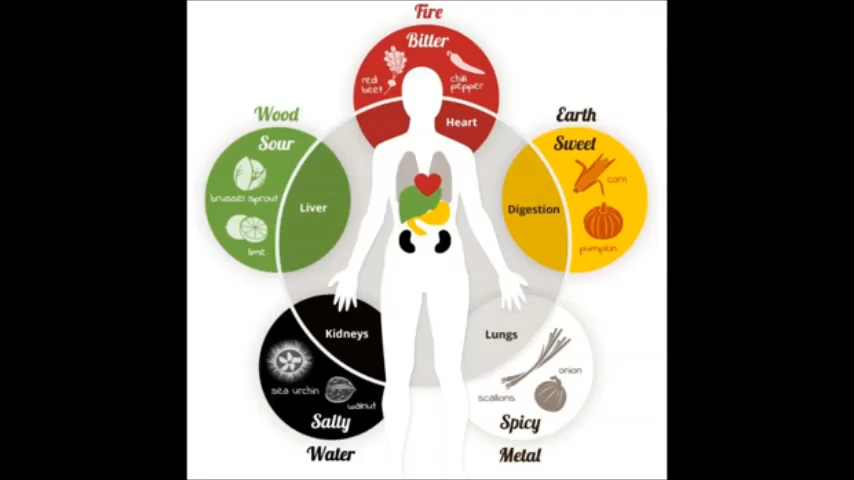 Fire
Bitter
red
beet
chili
pepper
Heart
Wood
Sour
brussel sprout
lime
Liver
Earth
Sweet
corn
Digestion
pumpkin
Kidneys
sea urchin
walnut
Salty
Water
Lungs
onion
scallions
Spicy
Metal